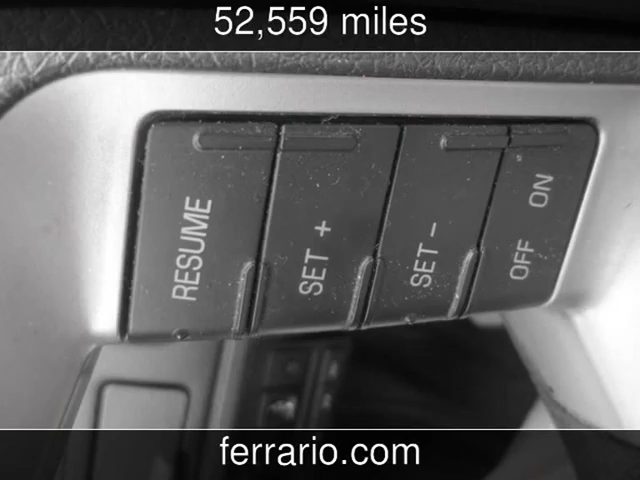 52,559 miles
RESUME
SET +
SET -
OFF ON
ferrario.com